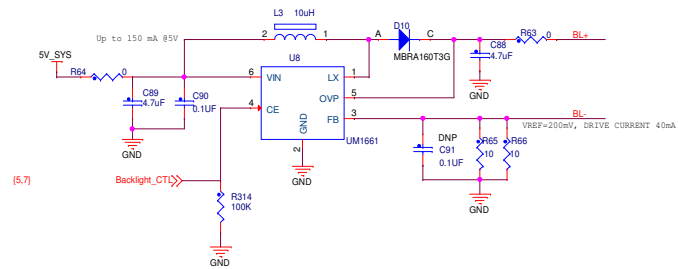 L3 10uH
D10
R63
Up to 150 mA @5V
2 1 A C 0 BL+
5V_SYS
U8
MBRA160T3G
C88
4.7uF
R64 0
6 VIN LX 1
C89
4.7uF
C90
0.1UF
OVP 5
4 CE
GND
FB 3
BL-
VREF=200mV, DRIVE CURRENT 40mA
2
UM1661
DNP
C91
0.1UF
R65
10
R66
10
GND
GND
GND
{5,7} Backlight_CTL
R314
100K
GND
GND